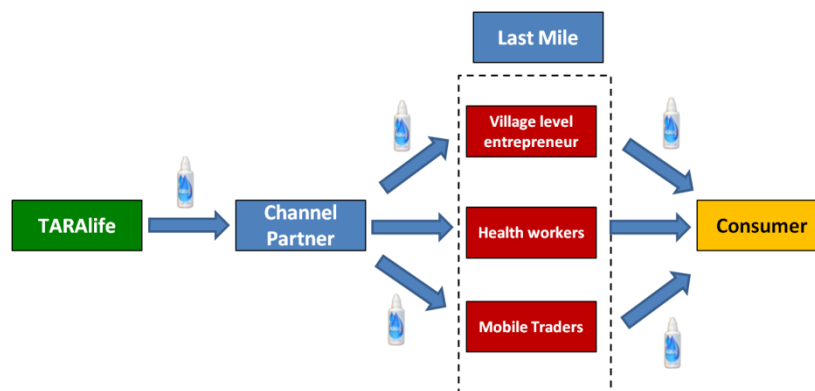 Last Mile
Village level
entrepreneur
TARAlife
Channel
Partner
Health workers
Consumer
Mobile Traders